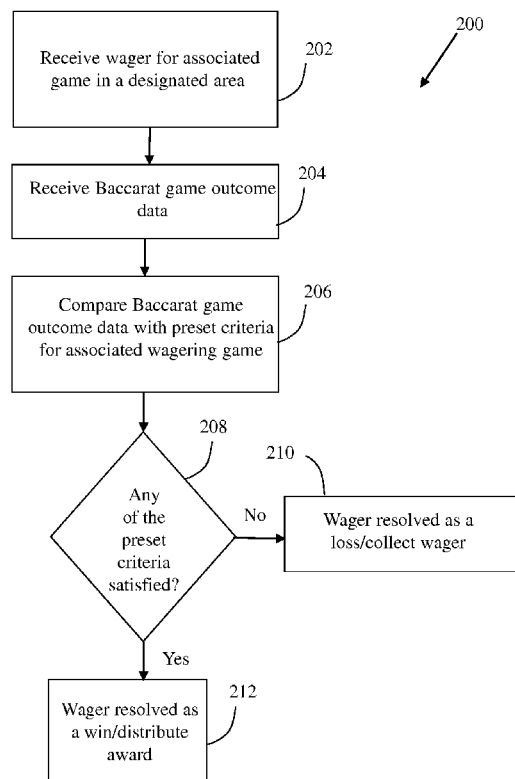 200
Receive wager for associated
game in a designated area
202
Receive Baccarat game outcome
data
204
Compare Baccarat game
outcome data with preset criteria
for associated wagering game
206
208
Any
of the
preset
criteria
satisfied?
No
210
Wager resolved as a
loss/collect wager
Yes
212
Wager resolved as
a win/distribute
award